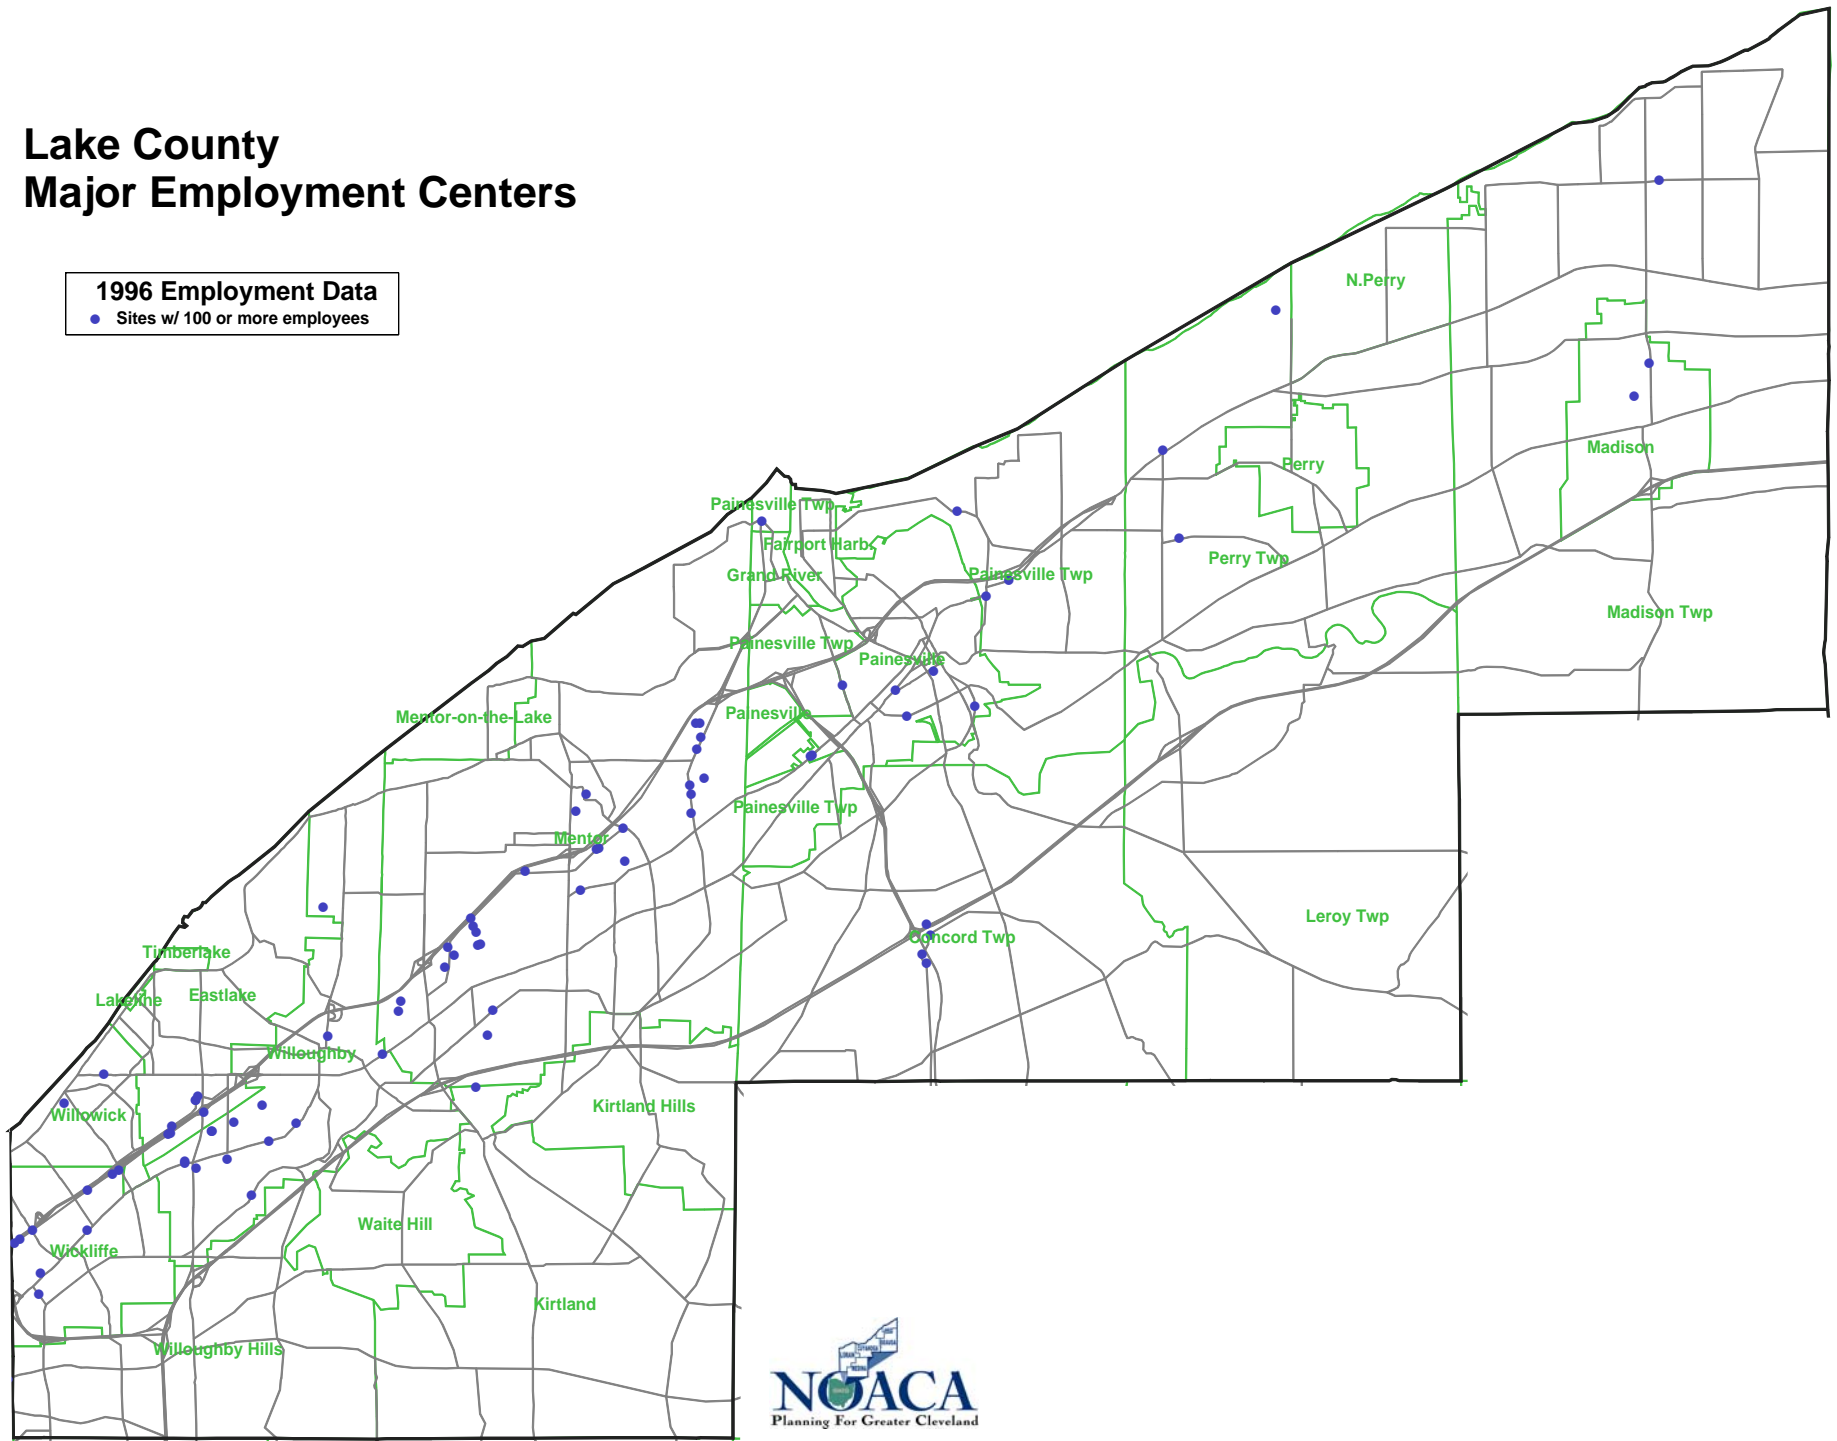 Lake County
Major Employment Centers
1996 Employment Data
Sites w/ 100 or more employees
N.Perry
Madison
Perry
Painesville Twp
Fairport Harb.
Perry Twp
Grand River
Painesville Twp
Madison Twp
Painesville Twp
Painesville
Mentor-on-the-Lake
Painesville
Painesville Twp
Mentor
Leroy Twp
Concord Twp
Timberlake
Lakeline
Eastlake
Willoughby
Willowick
Kirtland Hills
Waite Hill
Wickliffe
Kirtland
Willoughby Hills
NOACA
Planning For Greater Cleveland